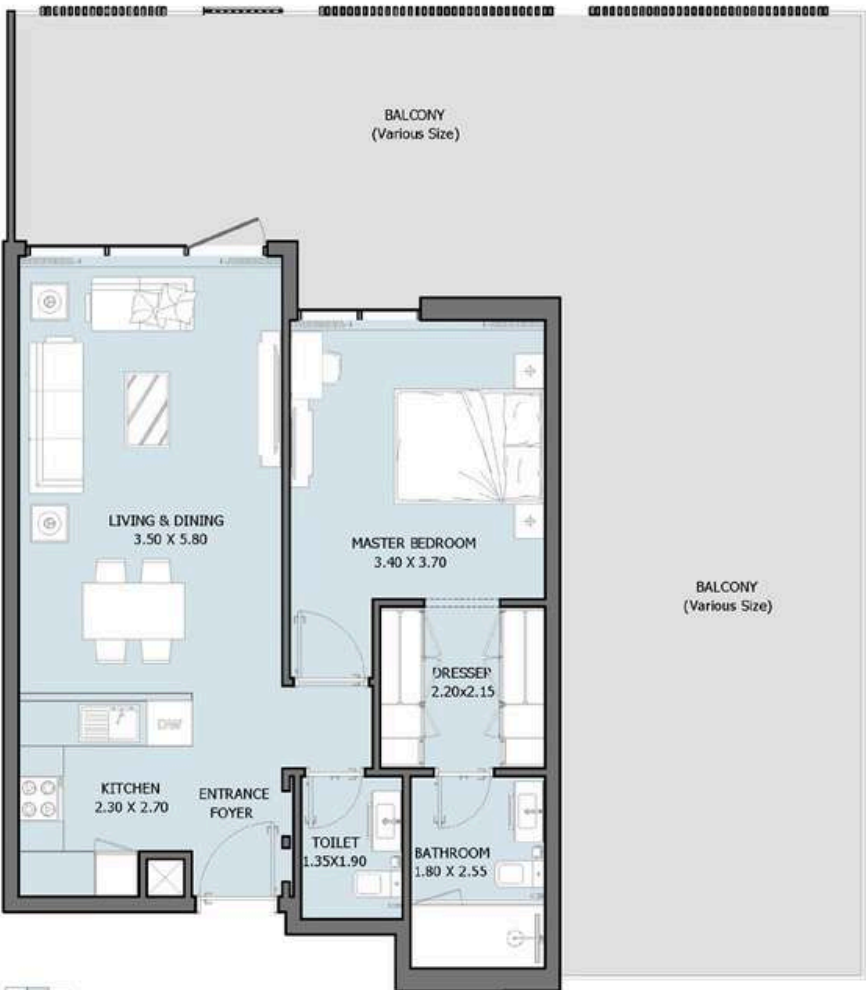 BALCONY
(Various Size)
LIVING & DINING
3.50 X 5.80
MASTER BEDROOM
3.40 X 3.70
BALCONY
(Various Size)
DRESSER
2.20x2.15
DW
KITCHEN
2.30 X 2.70
ENTRANCE
FOYER
TOILET
1.35X1.90
BATHROOM
1.80 X 2.55